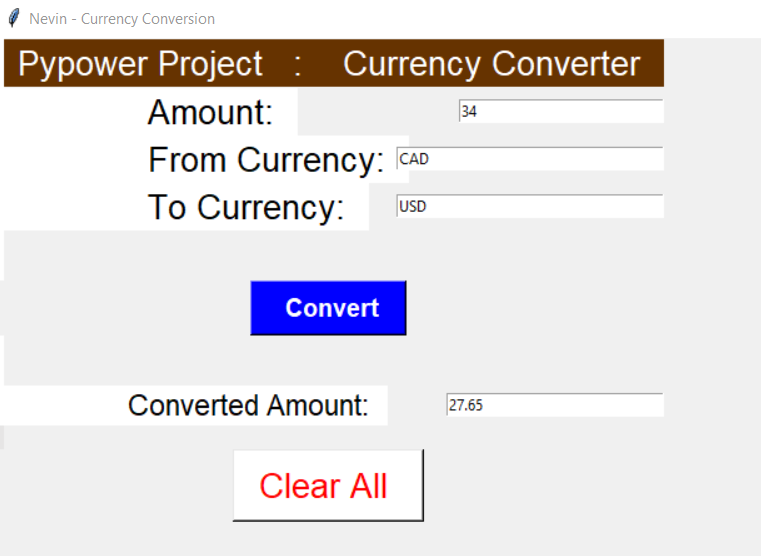 Nevin - Currency Conversion
Pypower Project : Currency Converter
Amount: 34
From Currency: CAD
To Currency: USD
Convert
Converted Amount: 27.65
Clear All